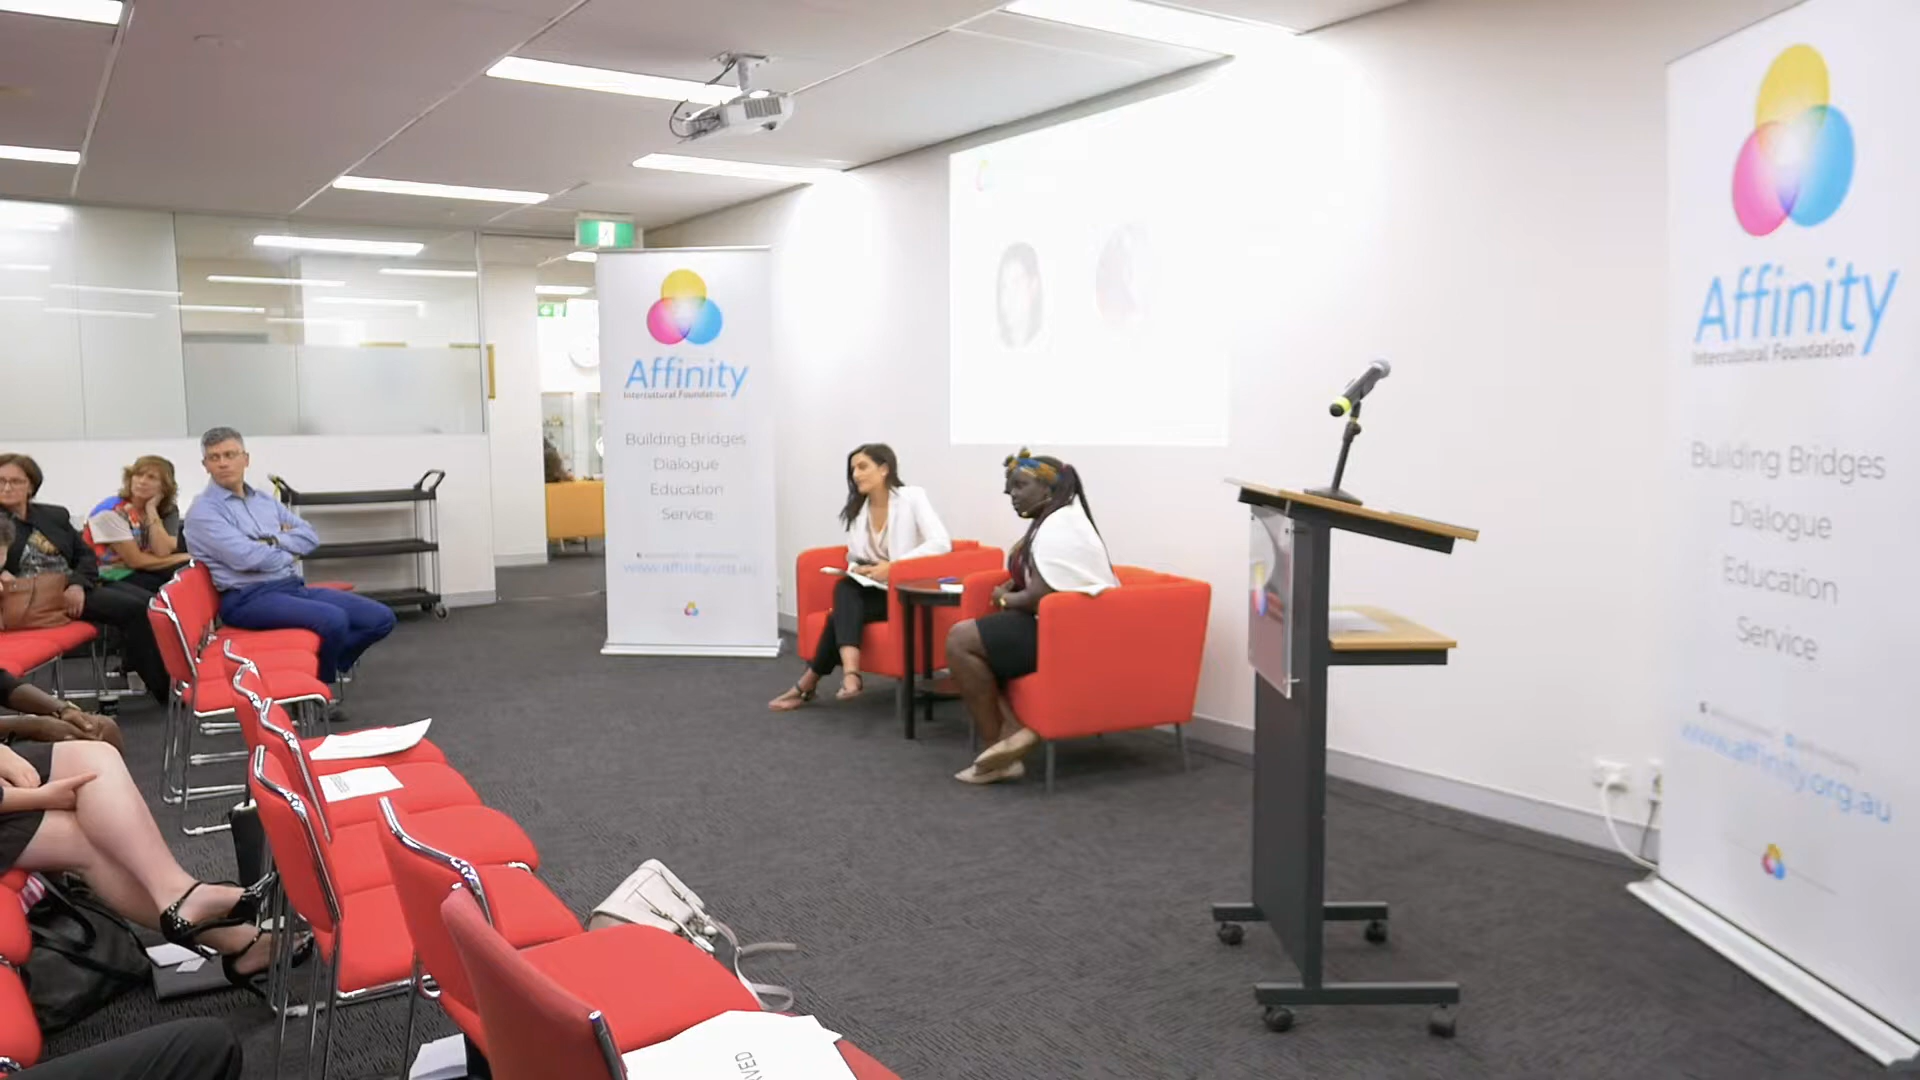 Affinity
Intercultural Foundation
Building Bridges
Dialogue
Education
Service
www.affinity.org.au
Affinity
Intercultural Foundation
Building Bridges
Dialogue
Education
Service
www.affinity.org.au